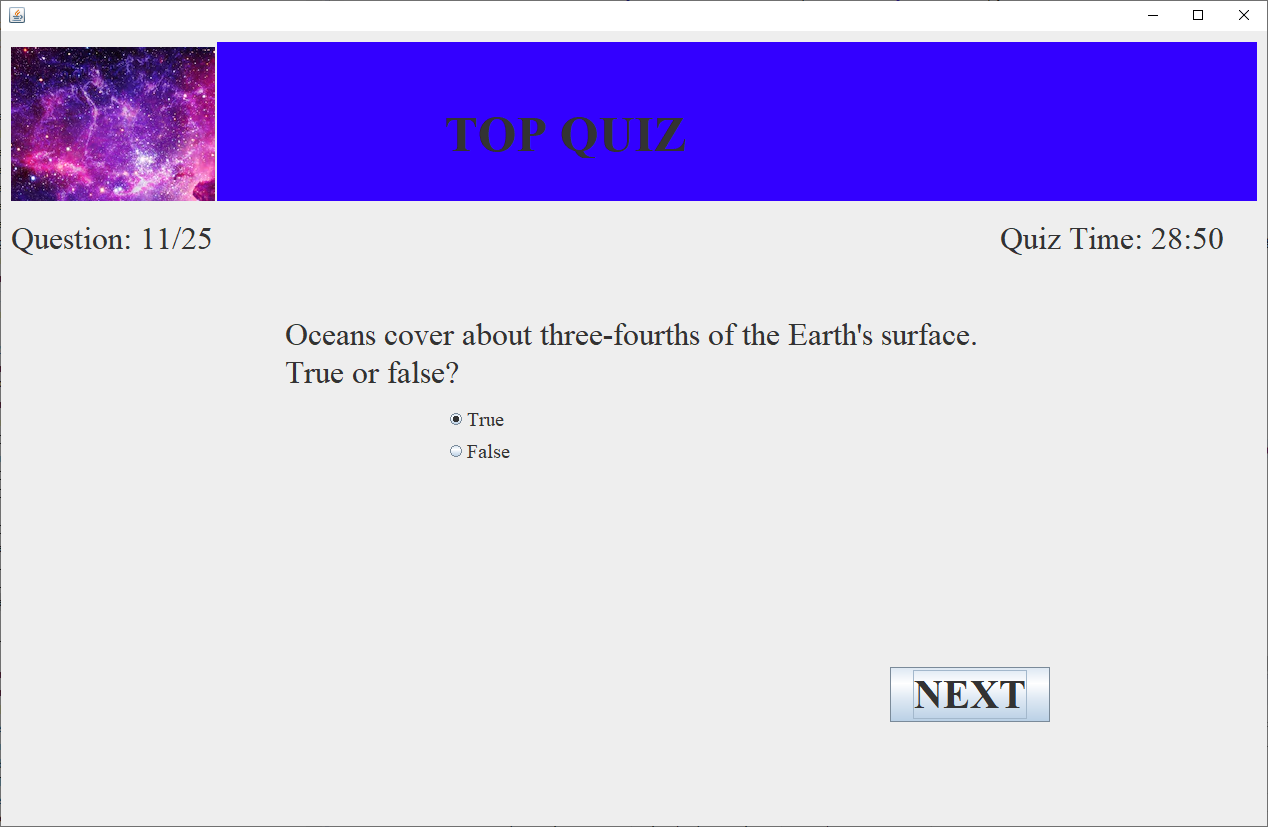 TOP QUIZ
Question: 11/25
Quiz Time: 28:50
Oceans cover about three-fourths of the Earth's surface.
True or false?
True
False
NEXT